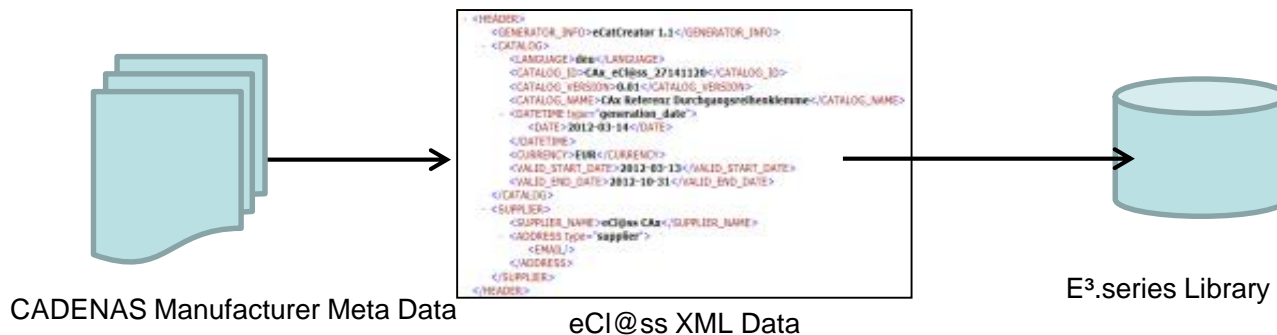 - <HEADER>
<GENERATOR_INFO>eCatCreator 1.1</GENERATOR_INFO>
- <CATALOG>
<LANGUAGE>deu</LANGUAGE>
<CATALOG_ID>CAx_eCl@ss_27141120</CATALOG_ID>
<CATALOG_VERSION>0.01</CATALOG_VERSION>
<CATALOG_NAME>CAx Referenz Durchgangsreihenklemme</CATALOG_NAME>
- <DATETIME type="generation_date">
<DATE>2012-03-14</DATE>
</DATETIME>
<CURRENCY>EUR</CURRENCY>
<VALID_START_DATE>2012-03-13</VALID_START_DATE>
<VALID_END_DATE>2012-10-31</VALID_END_DATE>
</CATALOG>
- <SUPPLIER>
<SUPPLIER_NAME>eCl@ss CAx</SUPPLIER_NAME>
- <ADDRESS type="supplier">
<EMAIL/>
</ADDRESS>
</SUPPLIER>
</HEADER>
CADENAS Manufacturer Meta Data
eCl@ss XML Data
E³.series Library